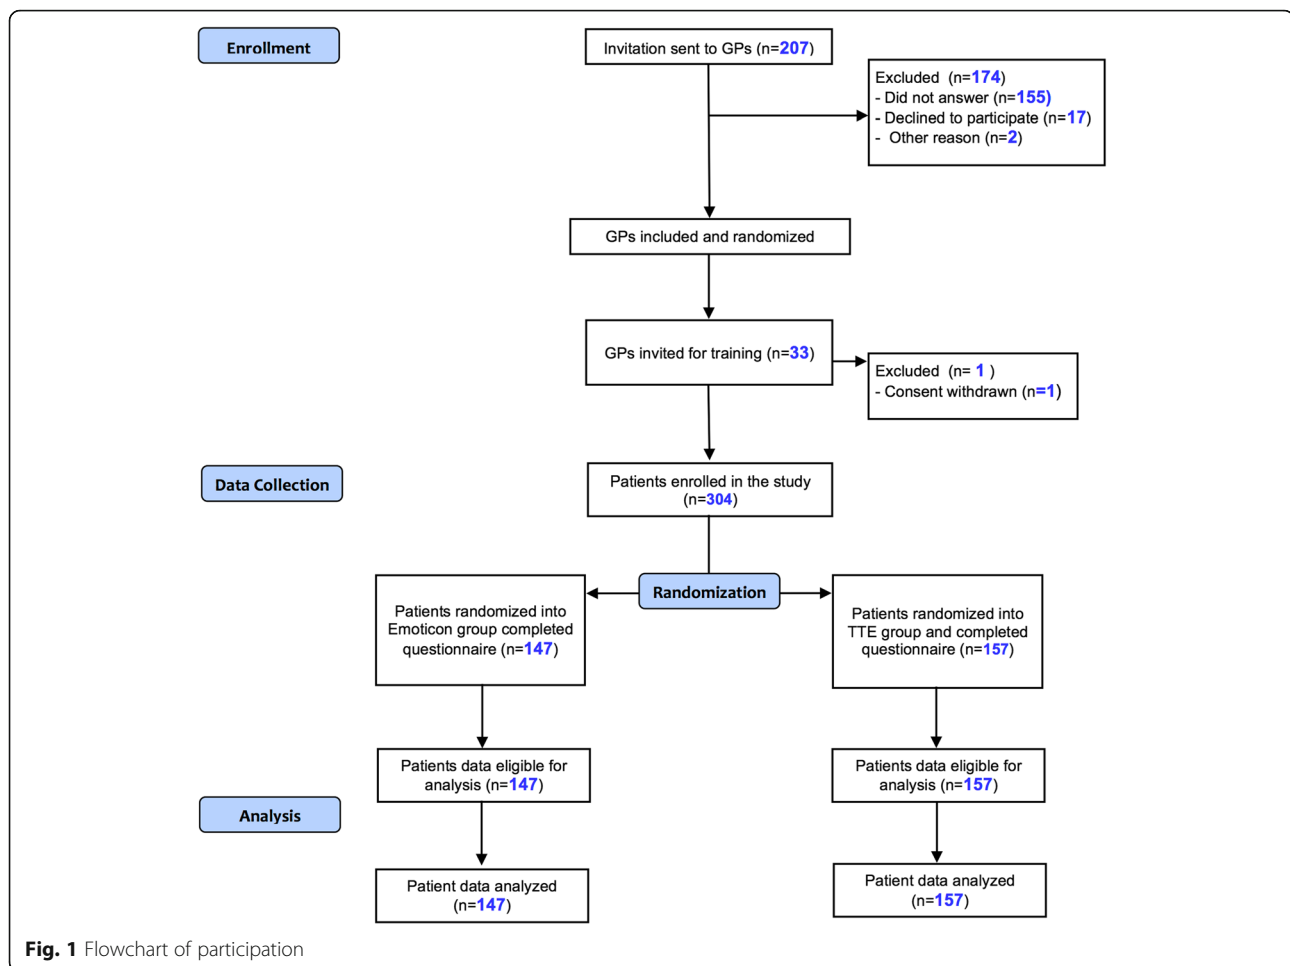 Enrollment
Invitation sent to GPs (n=207)
Excluded (n=174)
- Did not answer (n=155)
- Declined to participate (n=17)
- Other reason (n=2)
GPs included and randomized
GPs invited for training (n=33)
Excluded (n= 1 )
- Consent withdrawn (n=1)
Data Collection
Patients enrolled in the study
(n=304)
Randomization
Patients randomized into
Emoticon group completed
questionnaire (n=147)
Patients randomized into
TTE group and completed
questionnaire (n=157)
Patients data eligible for
analysis (n=147)
Patients data eligible for
analysis (n=157)
Analysis
Patient data analyzed
(n=147)
Patient data analyzed
(n=157)
Fig. 1 Flowchart of participation